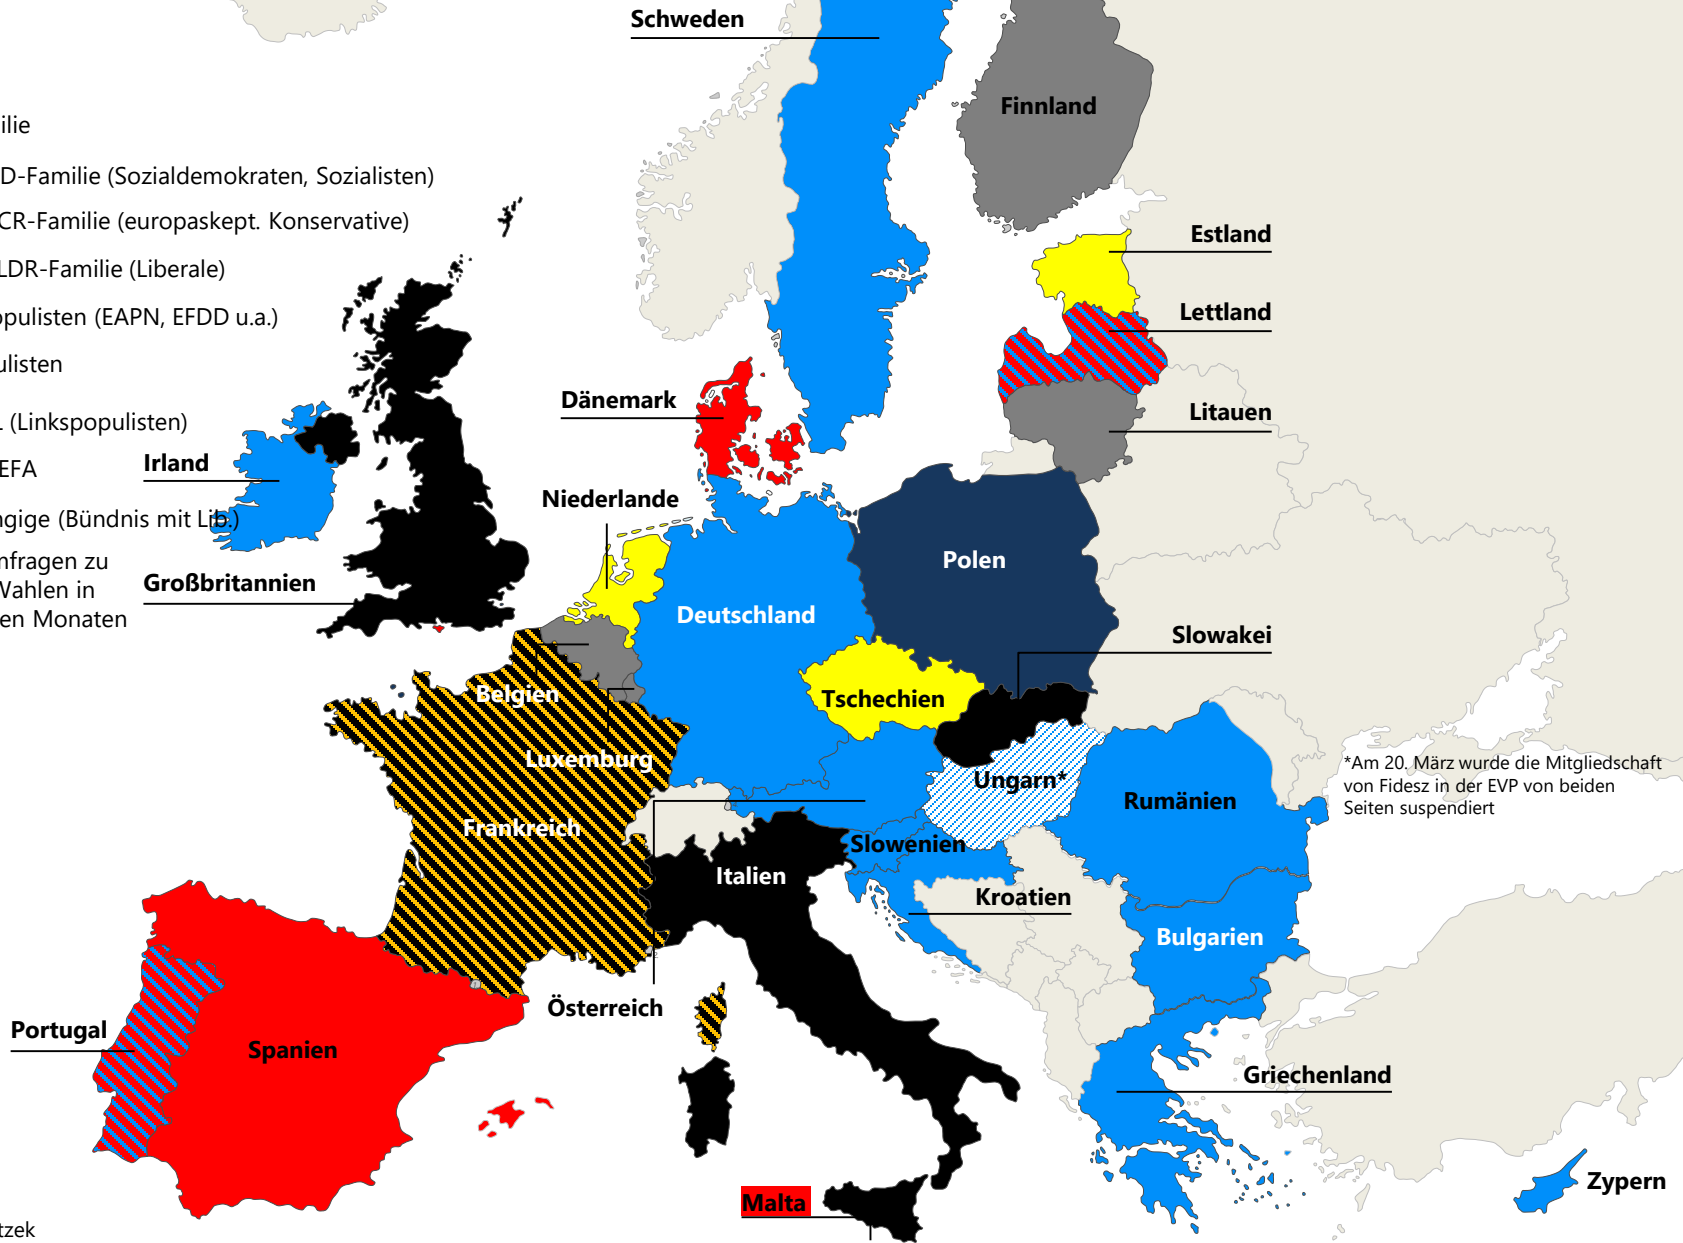 Schweden
Finnland
ilie
D-Familie (Sozialdemokraten, Sozialisten)
CR-Familie (europaskept. Konservative)
LDR-Familie (Liberale)
opulisten (EAPN, EFDD u.a.)
ulisten
L (Linkspopulisten)
EFA
ngige (Bündnis mit Lib.)
nfragen zu
Wahlen in
en Monaten
Estland
Lettland
Litauen
Dänemark
Irland
Niederlande
Großbritannien
Polen
Deutschland
Slowakei
Belgien
Tschechien
Luxemburg
Ungarn*
*Am 20. März wurde die Mitgliedschaft
von Fidesz in der EVP von beiden
Seiten suspendiert
Rumänien
Frankreich
Slowenien
Italien
Kroatien
Bulgarien
Österreich
Portugal
Spanien
Griechenland
Malta
Zypern
tzek